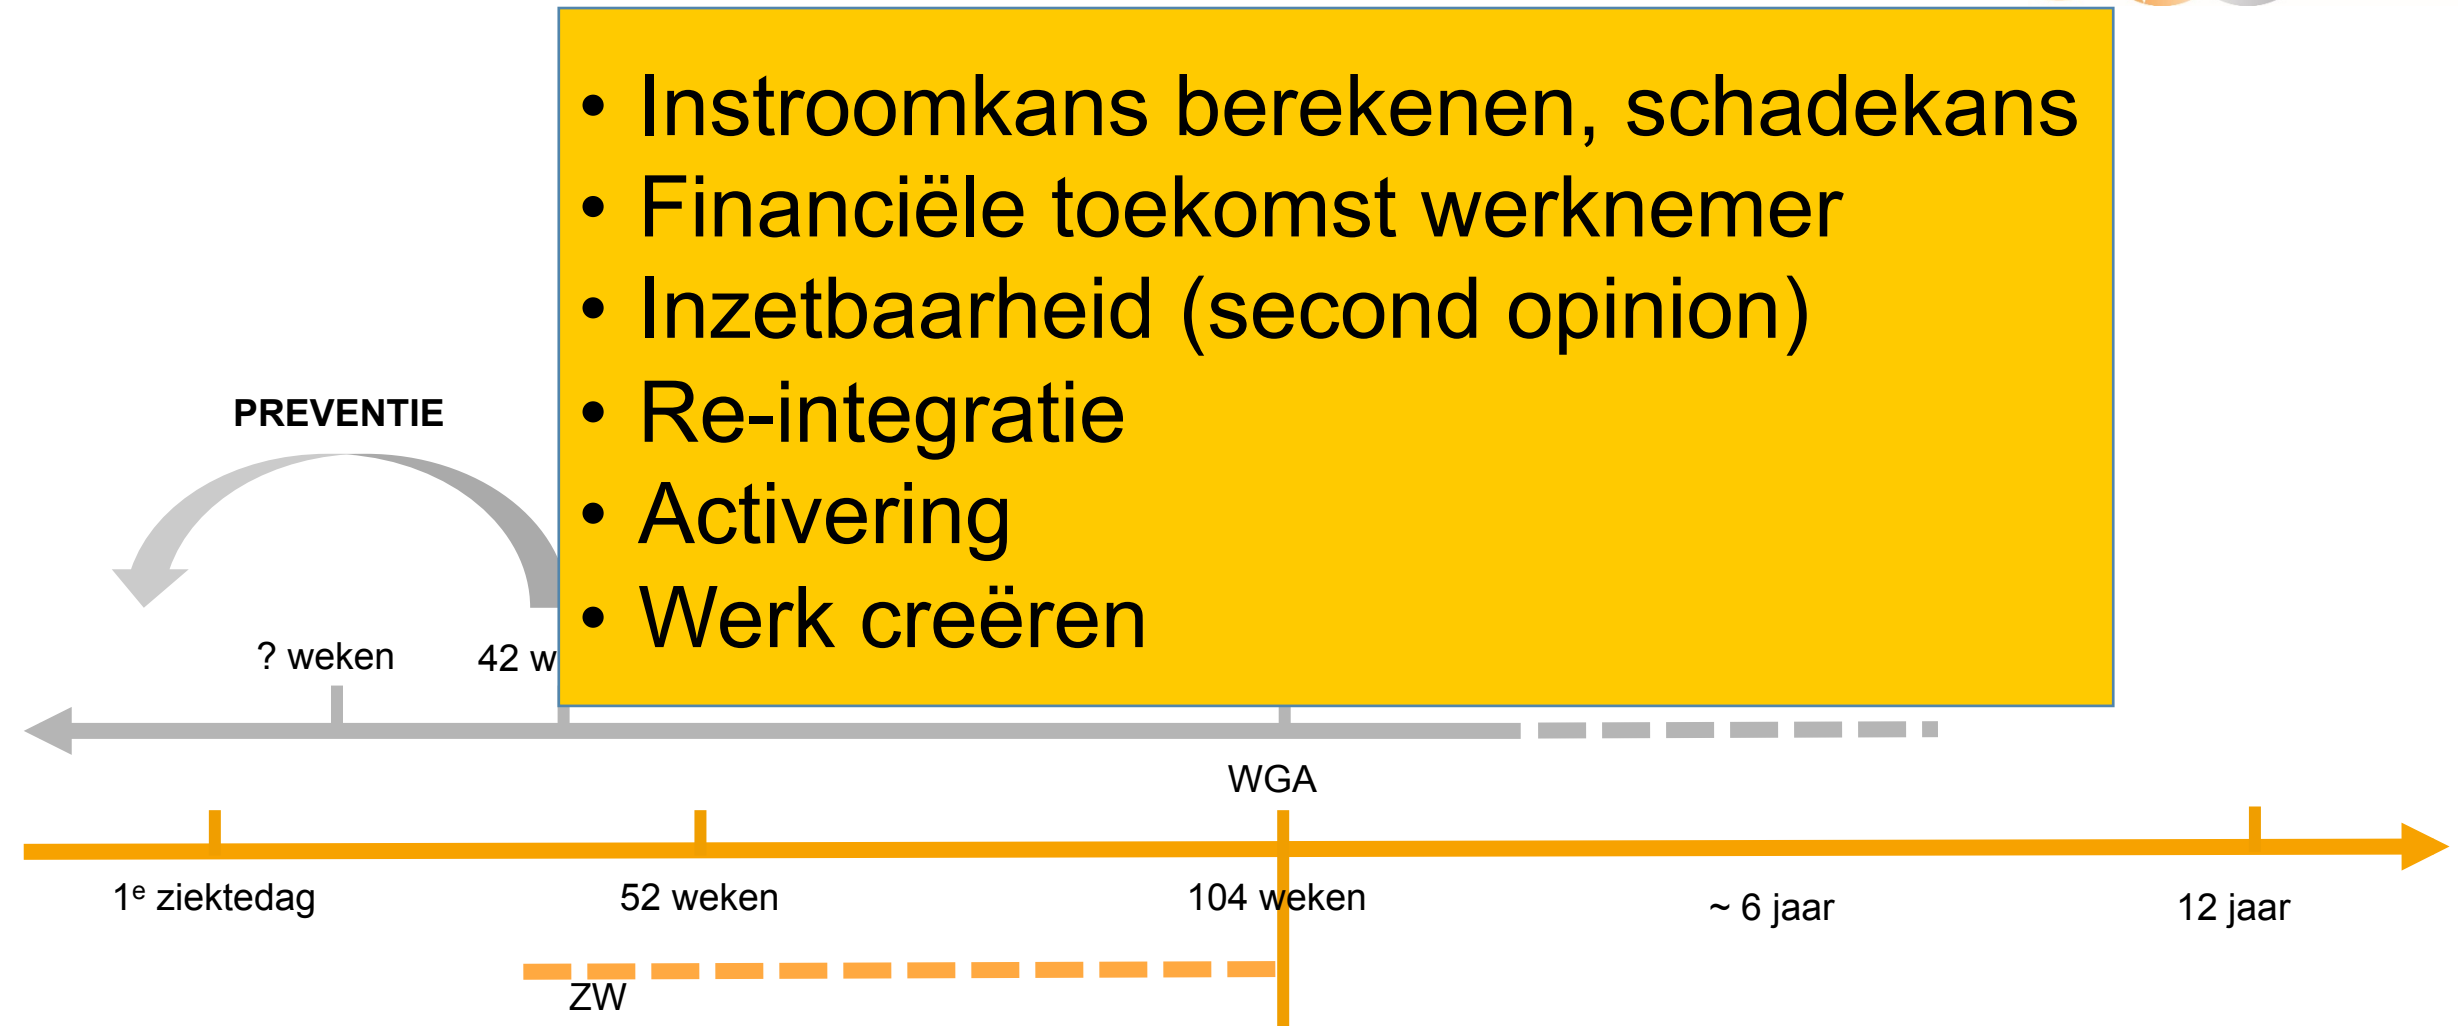 • Instroomkans berekenen, schadekans
• Financiële toekomst werknemer
• Inzetbaarheid (second opinion)
• Re-integratie
• Activering
• Werk creëren
PREVENTIE
? weken
42 w
WGA
1e ziektedag
52 weken
104 weken
~ 6 jaar
12 jaar
ZW